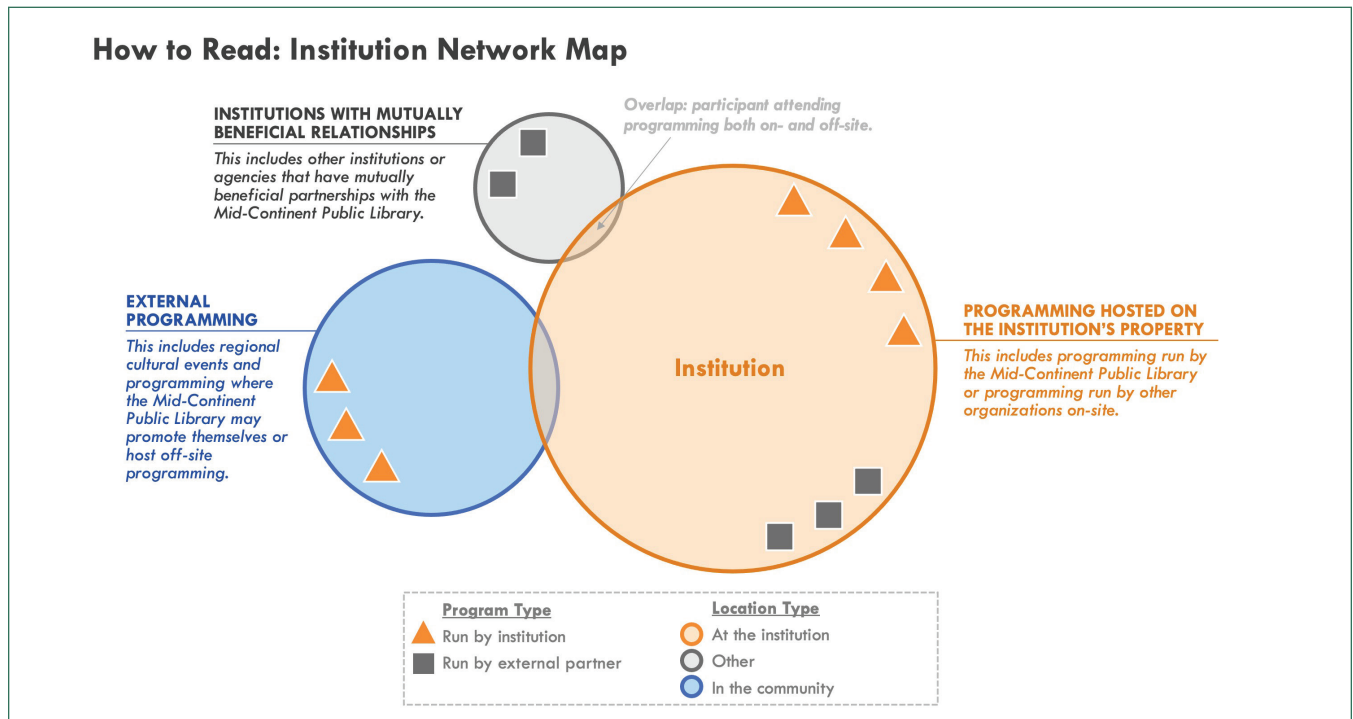 How to Read: Institution Network Map
INSTITUTIONS WITH MUTUALLY
BENEFICIAL RELATIONSHIPS
This includes other institutions or
agencies that have mutually
beneficial partnerships with the
Mid-Continent Public Library.
Overlap: participant attending
programming both on- and off-site.
EXTERNAL
PROGRAMMING
This includes regional
cultural events and
programming where
the Mid-Continent
Public Library may
promote themselves or
host off-site
programming.
Institution
PROGRAMMING HOSTED ON
THE INSTITUTION'S PROPERTY
This includes programming run by
the Mid-Continent Public Library
or programming run by other
organizations on-site.
Program Type
Run by institution
Run by external partner
Location Type
At the institution
Other
In the community